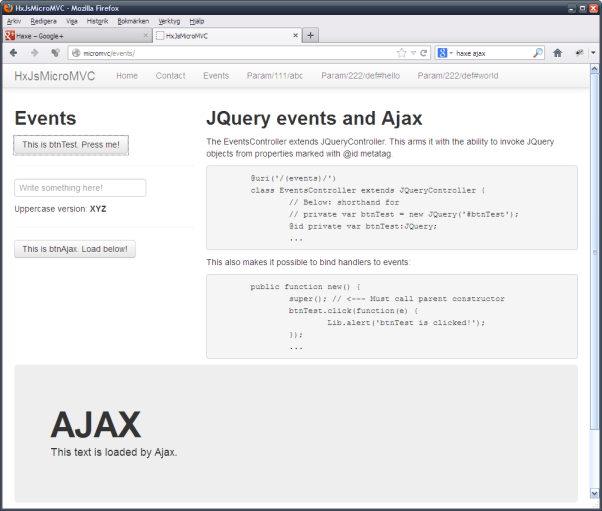 HxJsMicroMVC - Mozilla Firefox
Arkiv Redigera Visa Historik Bokmärken Verktyg Hjälp
Haxe – Google+ × HxJsMicroMVC × +
micromvc/events/ haxe ajax
HxJsMicroMVC Home Contact Events Param/111/abc Param/222/def#hello Param/222/def#world
Events
This is btnTest. Press me!
Write something here!
Uppercase version: XYZ
This is btnAjax. Load below!
JQuery events and Ajax
The EventsController extends JQueryController. This arms it with the ability to invoke JQuery
objects from properties marked with @id metatag.
@uri('/(events)/')
class EventsController extends JQueryController {
// Below: shorthand for
// private var btnTest = new JQuery('#btnTest');
@id private var btnTest:JQuery;
...
This also makes it possible to bind handlers to events:
public function new() {
super(); // <--- Must call parent constructor
btnTest.click(function(e) {
Lib.alert('btnTest is clicked!');
});
...
AJAX
This text is loaded by Ajax.